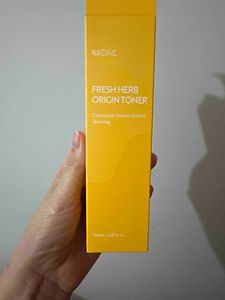 NACIFIC
FRESH HERB
ORIGIN TONER
Calendula Flower Extract